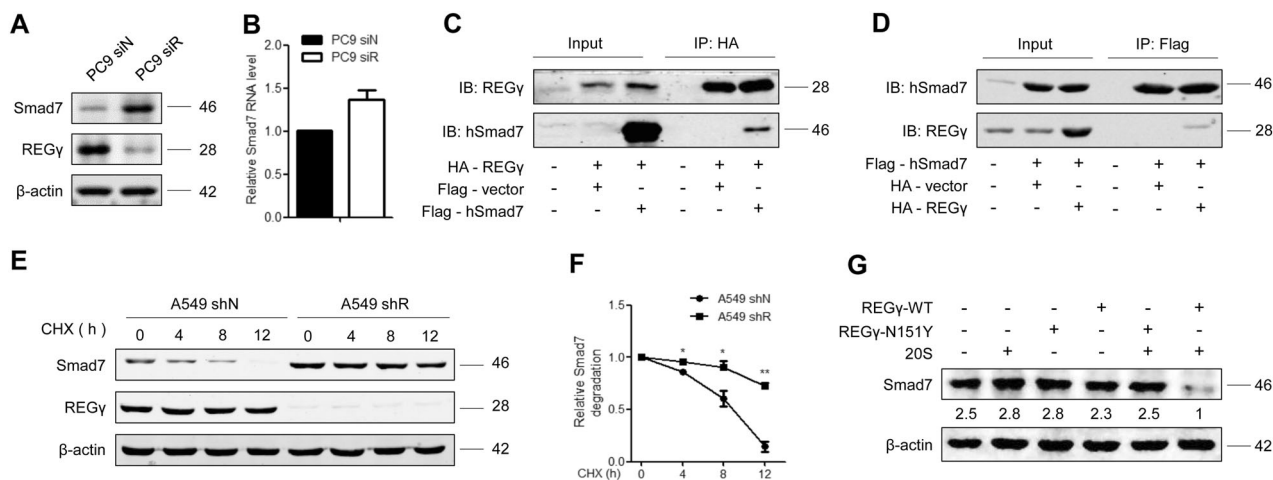 A
PC9 siN
PC9 siR
Smad7
46
REGγ
28
β-actin
42
B
PC9 siN
PC9 siR
Relative Smad7 RNA level
2.0
1.5
1.0
0.5
0.0
C
Input
IP: HA
IB: REGγ
28
IB: hSmad7
46
HA - REGγ - + + - + +
Flag - vector - + - - + -
Flag - hSmad7 - - + - - +
D
Input
IP: Flag
IB: hSmad7
46
IB: REGγ
28
Flag - hSmad7 - + + - + +
HA - vector - + - - + -
HA - REGγ - - + - - +
E
A549 shN
A549 shR
CHX ( h ) 0 4 8 12 0 4 8 12
Smad7
46
REGγ
28
β-actin
42
F
A549 shN
A549 shR
Relative Smad7
degradation
1.5
1.0
0.5
0.0
* * **
CHX (h) 0 4 8 12
G
REGγ-WT - - - + - +
REGγ-N151Y - - + - + -
20S - + - - + +
Smad7
46
2.5 2.8 2.8 2.3 2.5 1
β-actin
42